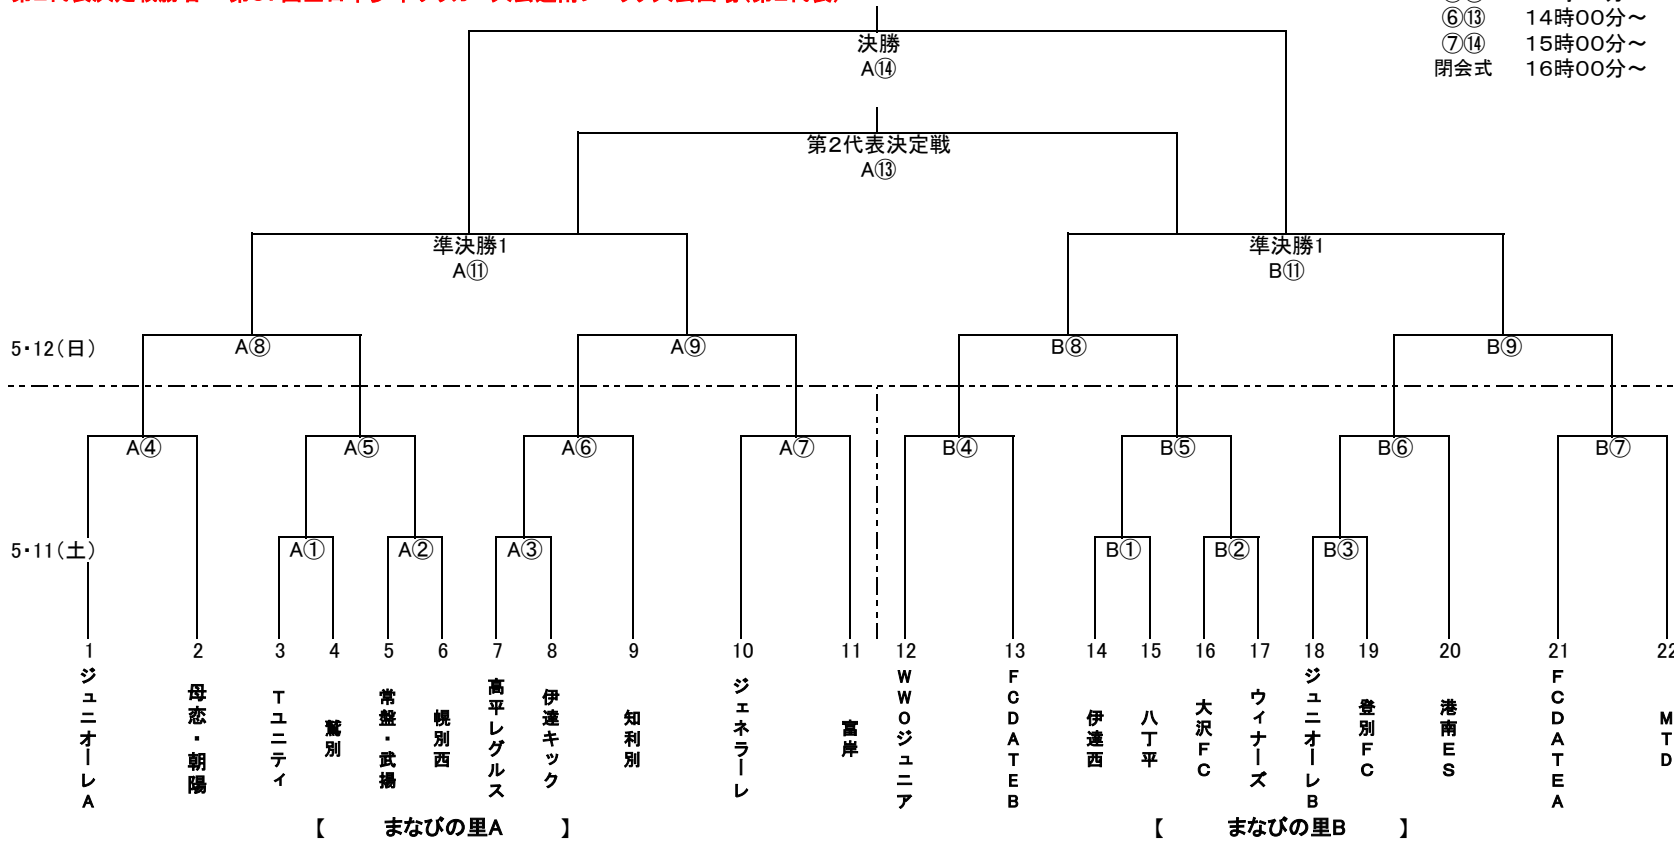 ⑥⑬ 14時00分～
⑦⑭ 15時00分～
閉会式 16時00分～
決勝
A⑭
第2代表決定戦
A⑬
準決勝1 準決勝1
A⑪ B⑪
5・12(日) A⑧ A⑨ B⑧ B⑨
A④ A⑤ A⑥ A⑦ B④ B⑤ B⑥ B⑦
5・11(土) A① A② A③ B① B② B③
1 2 3 4 5 6 7 8 9 10 11 12 13 14 15 16 17 18 19 20 21 22
ジュニオーレA
母恋・朝陽
Tユニティ
鷲別
常盤・武揚
幌別西
高平レグルス
伊達キック
知利別
ジェネラーレ
富岸
WWOジュニア
FCDATEB
伊達西
八丁平
大沢FC
ウィナーズ
ジュニオーレB
登別FC
港南ES
FCDATEA
MTD
【 まなびの里A 】 【 まなびの里B 】